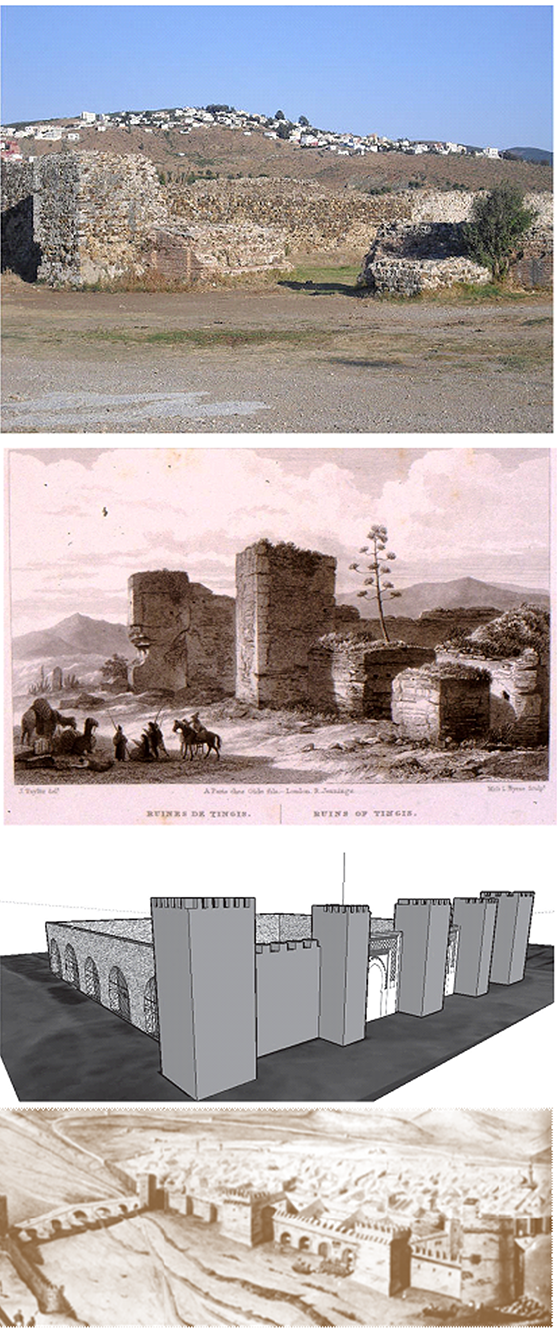 J. Taylor del.
A Paris chez Gide fils.—London. R. Jennings.
RUINES DE TINGIS.
RUINS OF TINGIS.